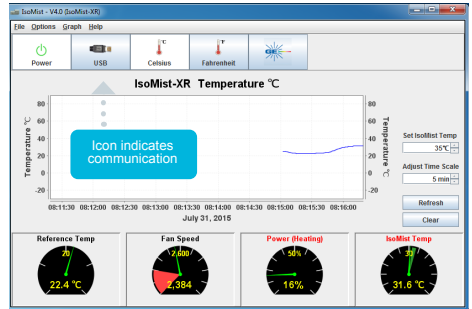 IsoMist - V4.0 (IsoMist-XR)
File Options Graph Help
Power USB Celsius Fahrenheit GE
°C °F
IsoMist-XR Temperature °C
80 80
60 60
40 40
20 20
0 0
-20 -20
Temperature °C
Temperature °C
Icon indicates
communication
08:11:30 08:12:00 08:12:30 08:13:00 08:13:30 08:14:00 08:14:30 08:15:00 08:15:30 08:16:00
July 31, 2015
Set IsoMist Temp
35°C
Adjust Time Scale
5 min
Refresh
Clear
Reference Temp Fan Speed Power (Heating) IsoMist Temp
20 2,600 50% 30
22.4 °C 2,384 16% 31.6 °C